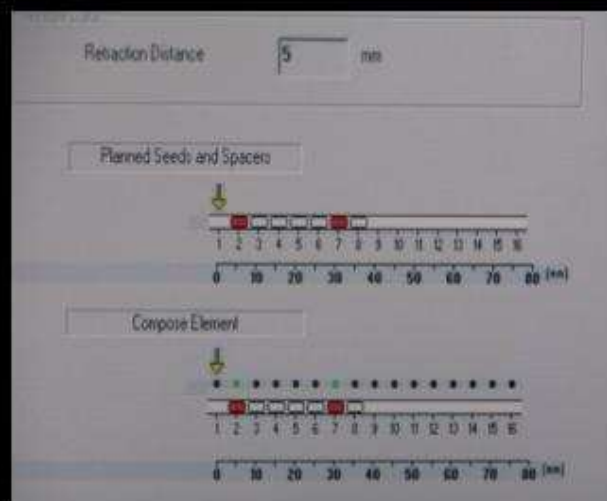 Retraction Distance 5 mm
Planned Seeds and Spacers
1 2 3 4 5 6 7 8 9 10 11 12 13 14 15 16
0 10 20 30 40 50 60 70 80 (mm)
Compose Element
1 2 3 4 5 6 7 8 9 10 11 12 13 14 15 16
0 10 20 30 40 50 60 70 80 (mm)